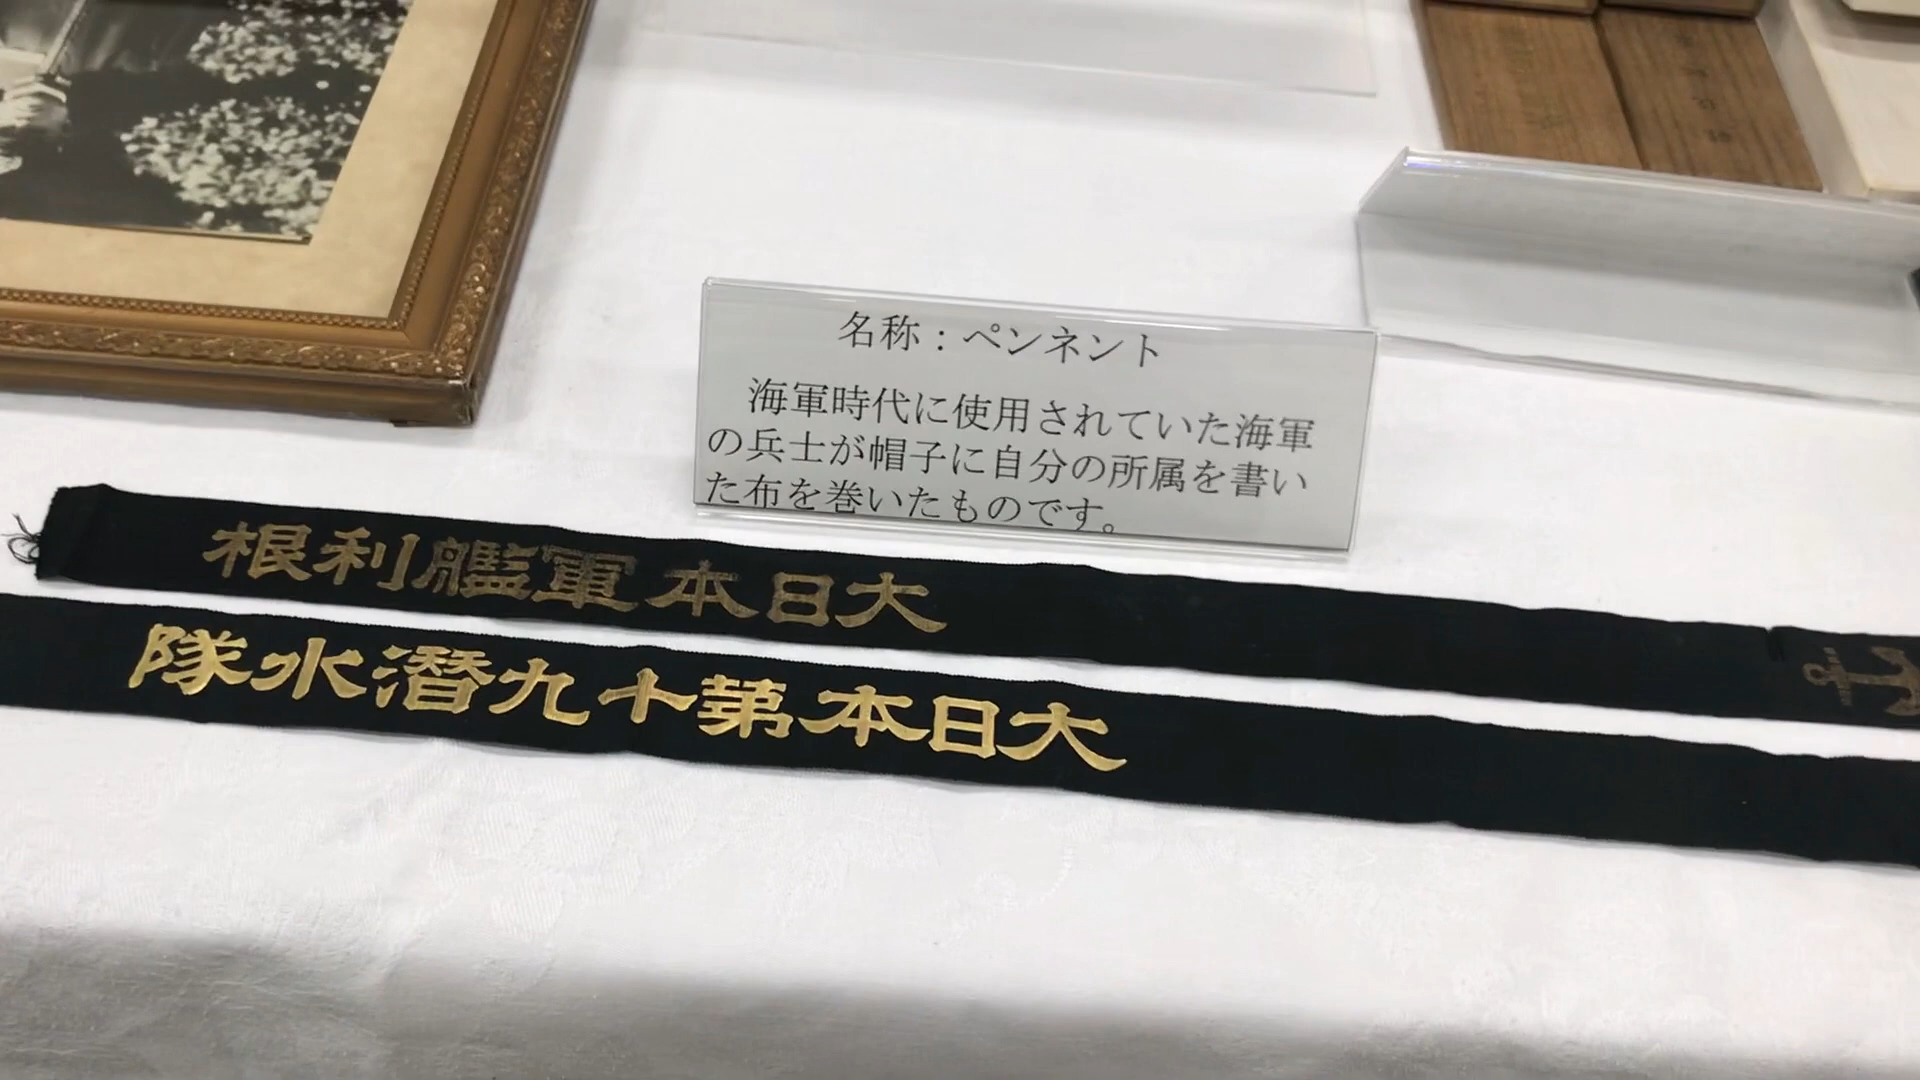 名称：ペンネント
海軍時代に使用されていた海軍
の兵士が帽子に自分の所属を書い
た布を巻いたものです。
大日本軍艦利根
大日本第十九潜水隊